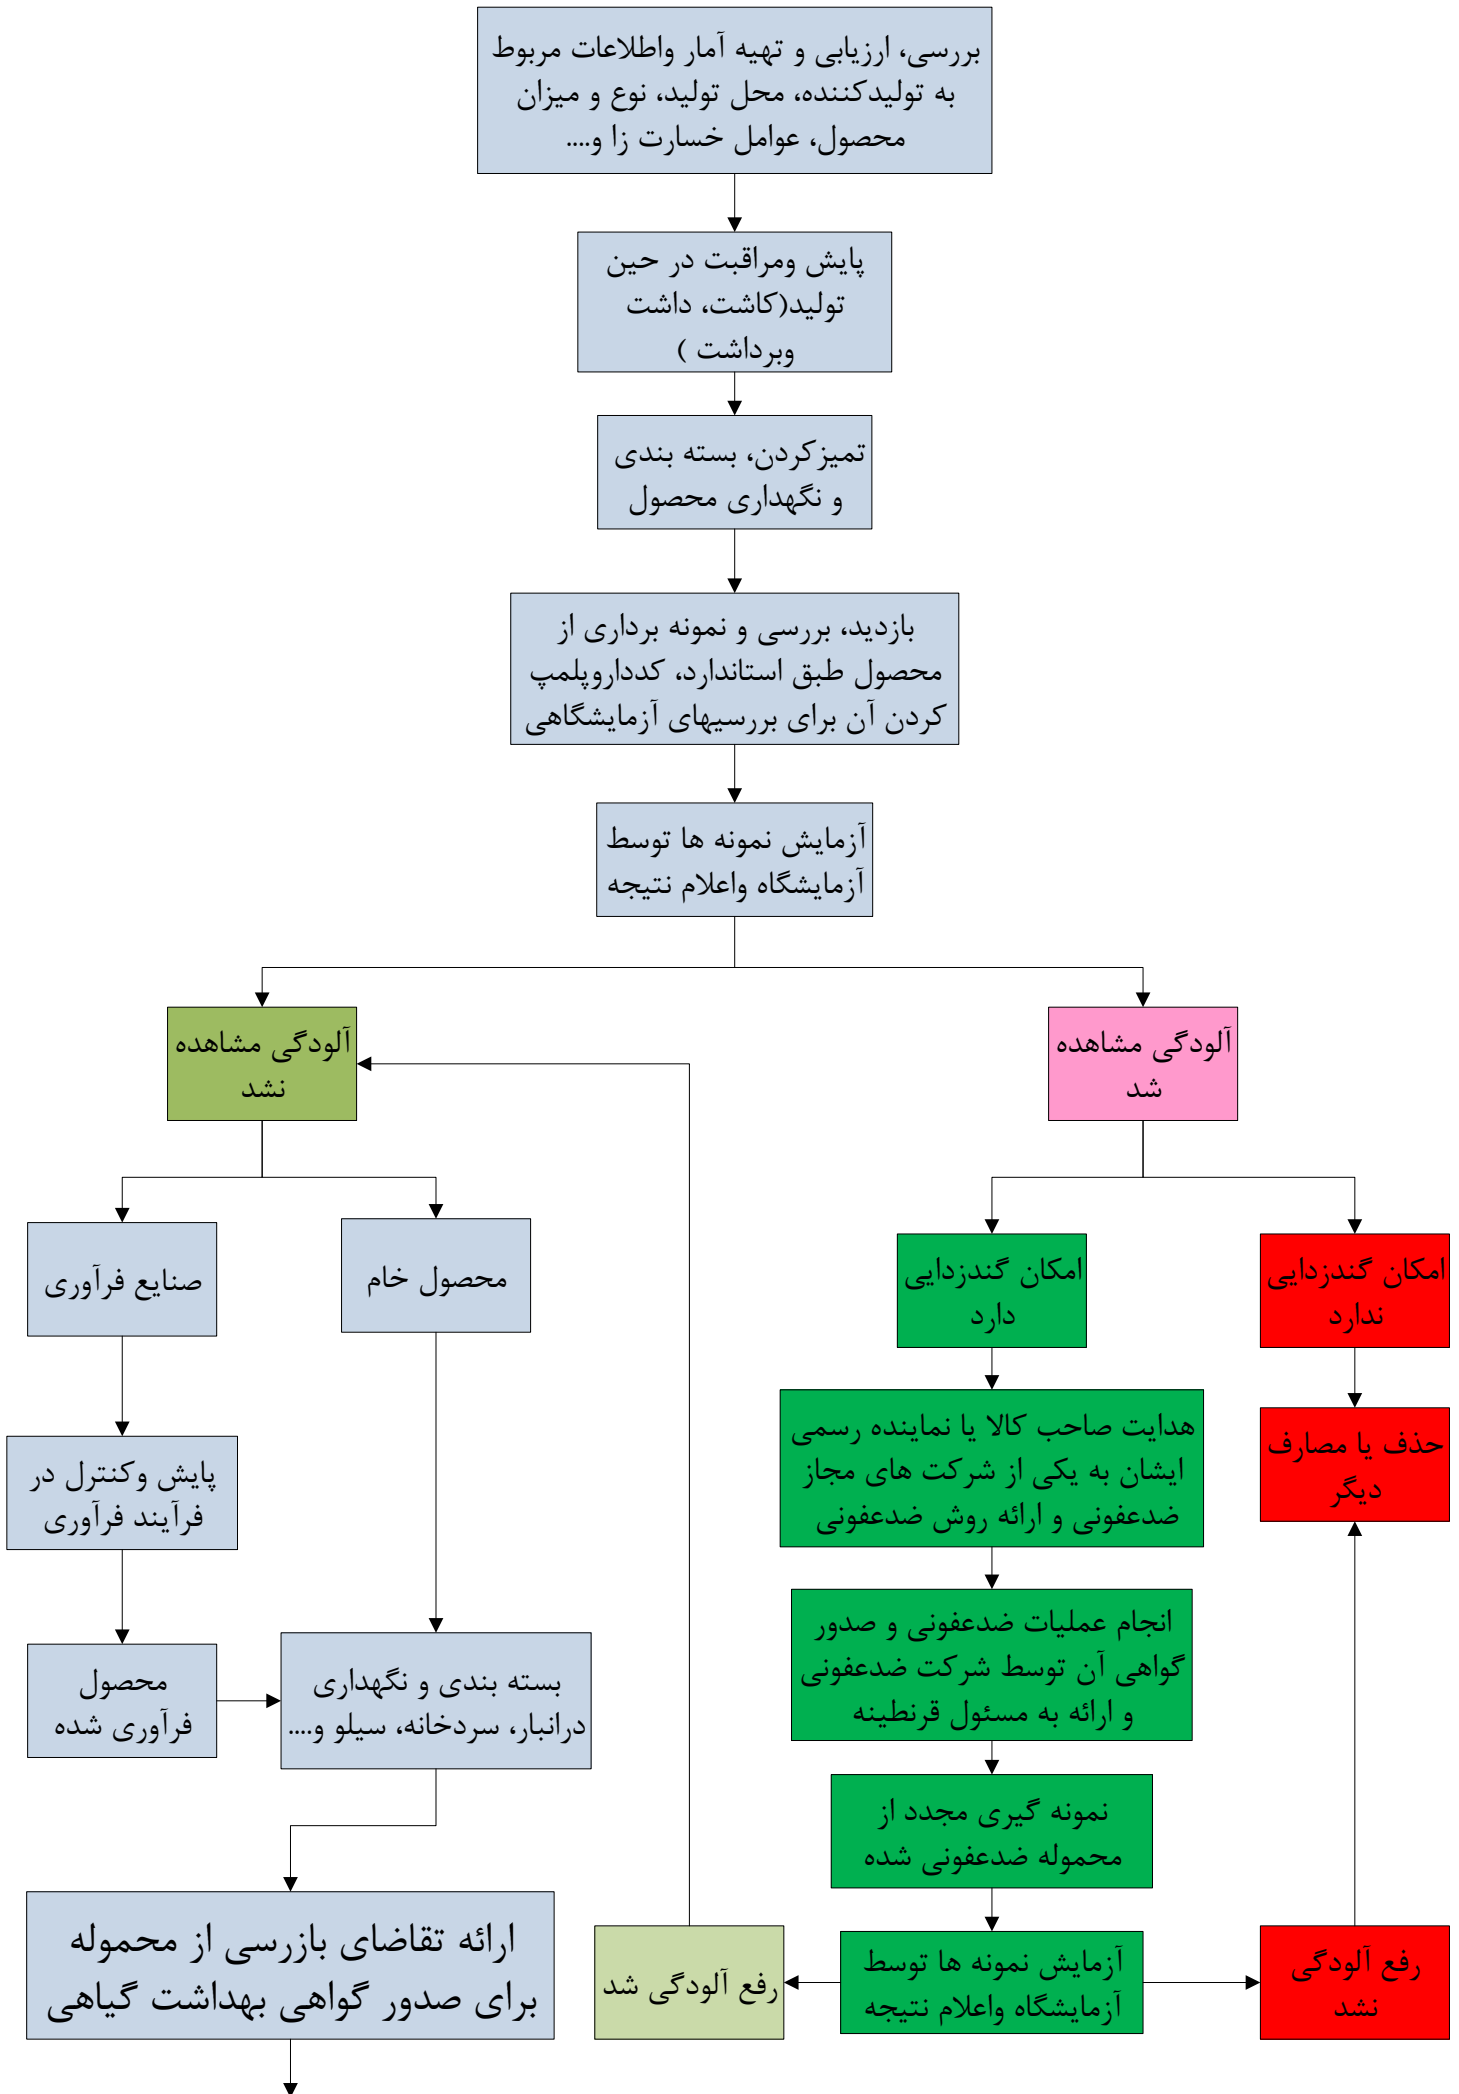 بررسی، ارزیابی و تهیه آمار واطلاعات مربوط
به تولیدکننده، محل تولید، نوع و میزان
محصول، عوامل خسارت زا و....
پایش ومراقبت در حین
تولید(کاشت، داشت
وبرداشت )
تمیزکردن، بسته بندی
و نگهداری محصول
بازدید، بررسی و نمونه برداری از
محصول طبق استاندارد، کدداروپلمپ
کردن آن برای بررسیهای آزمایشگاهی
آزمایش نمونه ها توسط
آزمایشگاه واعلام نتیجه
آلودگی مشاهده
شد
آلودگی مشاهده
نشد
امکان گندزدایی
ندارد
امکان گندزدایی
دارد
محصول خام
صنایع فرآوری
حذف یا مصارف
دیگر
هدایت صاحب کالا یا نماینده رسمی
ایشان به یکی از شرکت های مجاز
ضدعفونی و ارائه روش ضدعفونی
پایش وکنترل در
فرآیند فرآوری
انجام عملیات ضدعفونی و صدور
گواهی آن توسط شرکت ضدعفونی
و ارائه به مسئول قرنطینه
بسته بندی و نگهداری
درانبار، سردخانه، سیلو و....
محصول
فرآوری شده
نمونه گیری مجدد از
محموله ضدعفونی شده
رفع آلودگی
نشد
آزمایش نمونه ها توسط
آزمایشگاه واعلام نتیجه
رفع آلودگی شد
ارائه تقاضای بازرسی از محموله
برای صدور گواهی بهداشت گیاهی